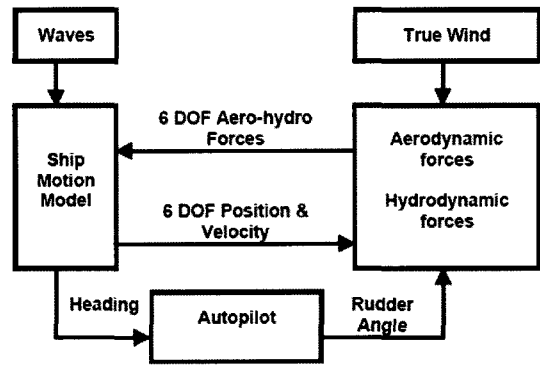 Waves
True Wind
6 DOF Aero-hydro
Forces
Ship
Motion
Model
Aerodynamic
forces
Hydrodynamic
forces
6 DOF Position &
Velocity
Heading
Autopilot
Rudder
Angle